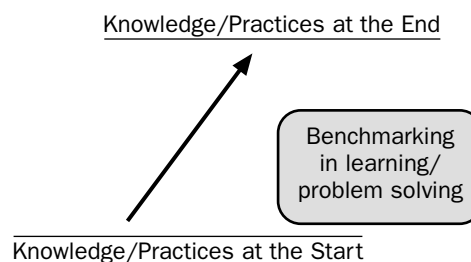 Knowledge/Practices at the End
Benchmarking
in learning/
problem solving
Knowledge/Practices at the Start